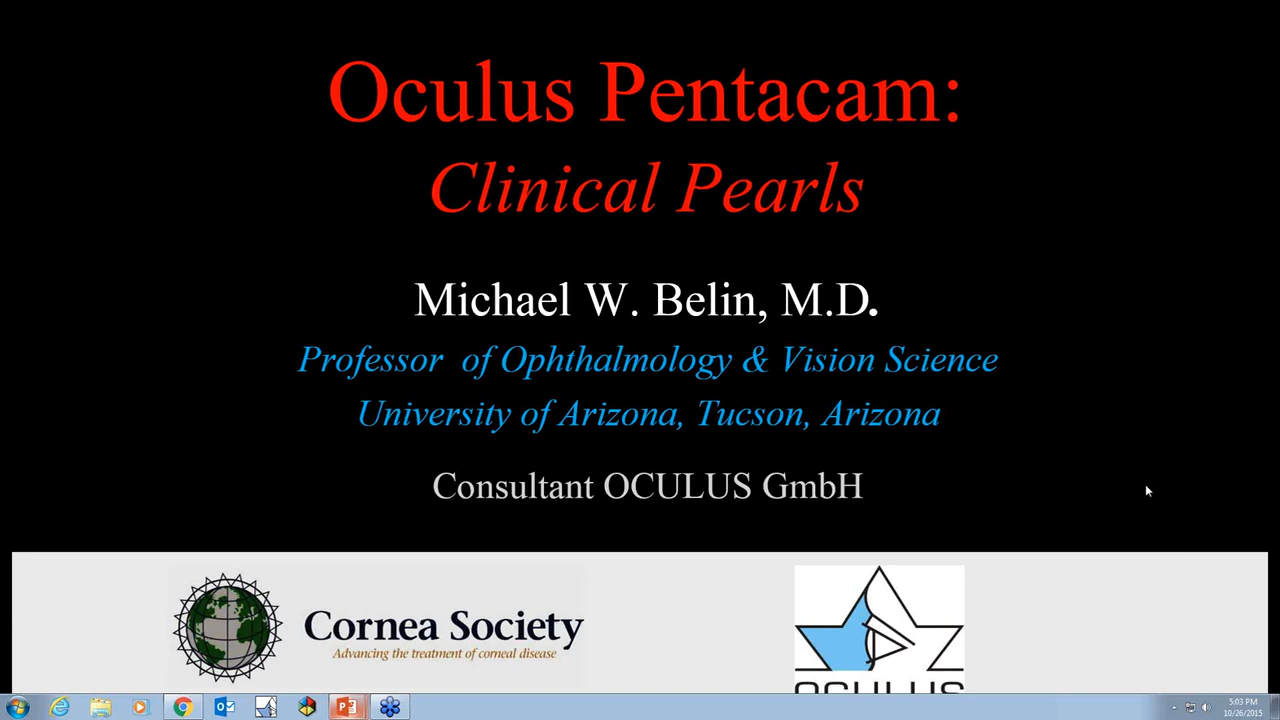 Oculus Pentacam:
Clinical Pearls
Michael W. Belin, M.D.
Professor of Ophthalmology & Vision Science
University of Arizona, Tucson, Arizona
Consultant OCULUS GmbH
Cornea Society
Advancing the treatment of corneal disease
OCULUS
5:03 PM
10/26/2015